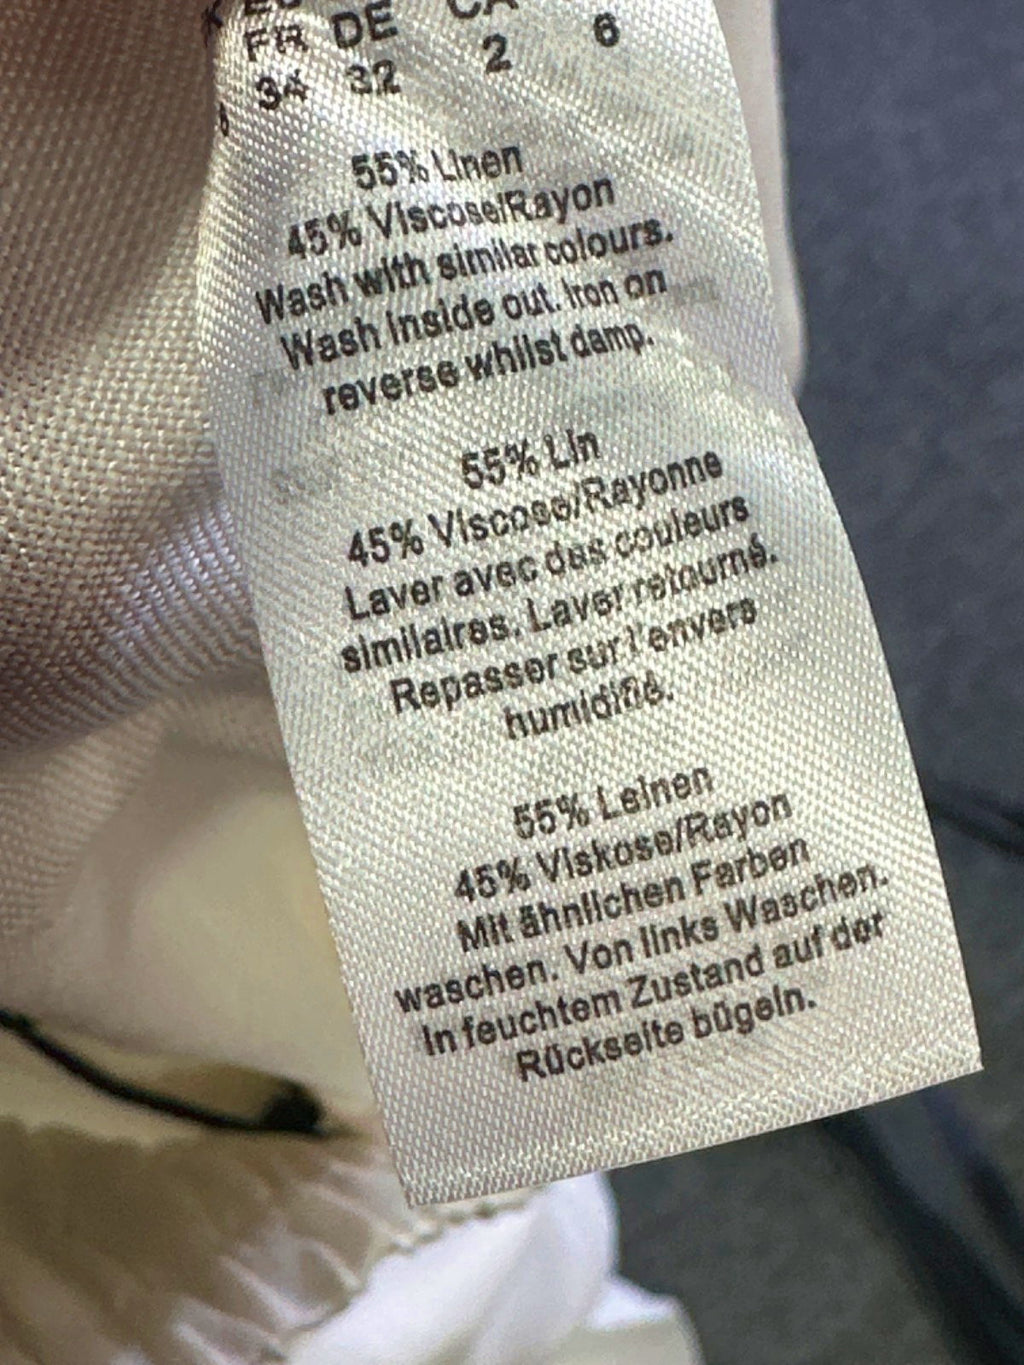 FR DE CA
34 32 2 6
55% Linen
45% Viscose/Rayon
Wash with similar colours.
Wash inside out. Iron on
reverse whilst damp.
55% Lin
45% Viscose/Rayonne
Laver avec des couleurs
similaires. Laver retourné.
Repasser sur l'envers
humidifié.
55% Leinen
45% Viskose/Rayon
Mit ähnlichen Farben
waschen. Von links Waschen.
In feuchtem Zustand auf der
Rückseite bügeln.